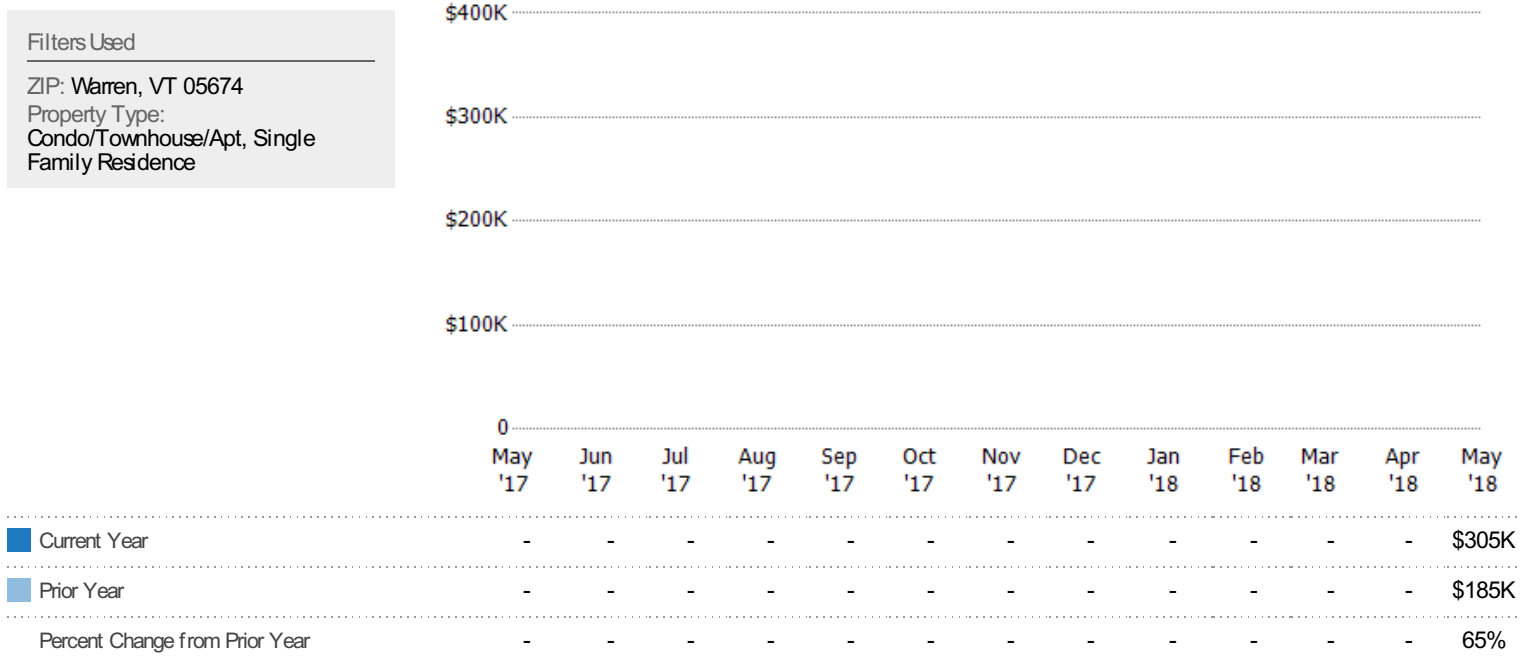 Filters Used
ZIP: Warren, VT 05674
Property Type:
Condo/Townhouse/Apt, Single
Family Residence
$400K
$300K
$200K
$100K
0
May Jun Jul Aug Sep Oct Nov Dec Jan Feb Mar Apr May
'17 '17 '17 '17 '17 '17 '17 '17 '18 '18 '18 '18 '18
Current Year - - - - - - - - - - - - $305K
Prior Year - - - - - - - - - - - - $185K
Percent Change from Prior Year - - - - - - - - - - - - 65%